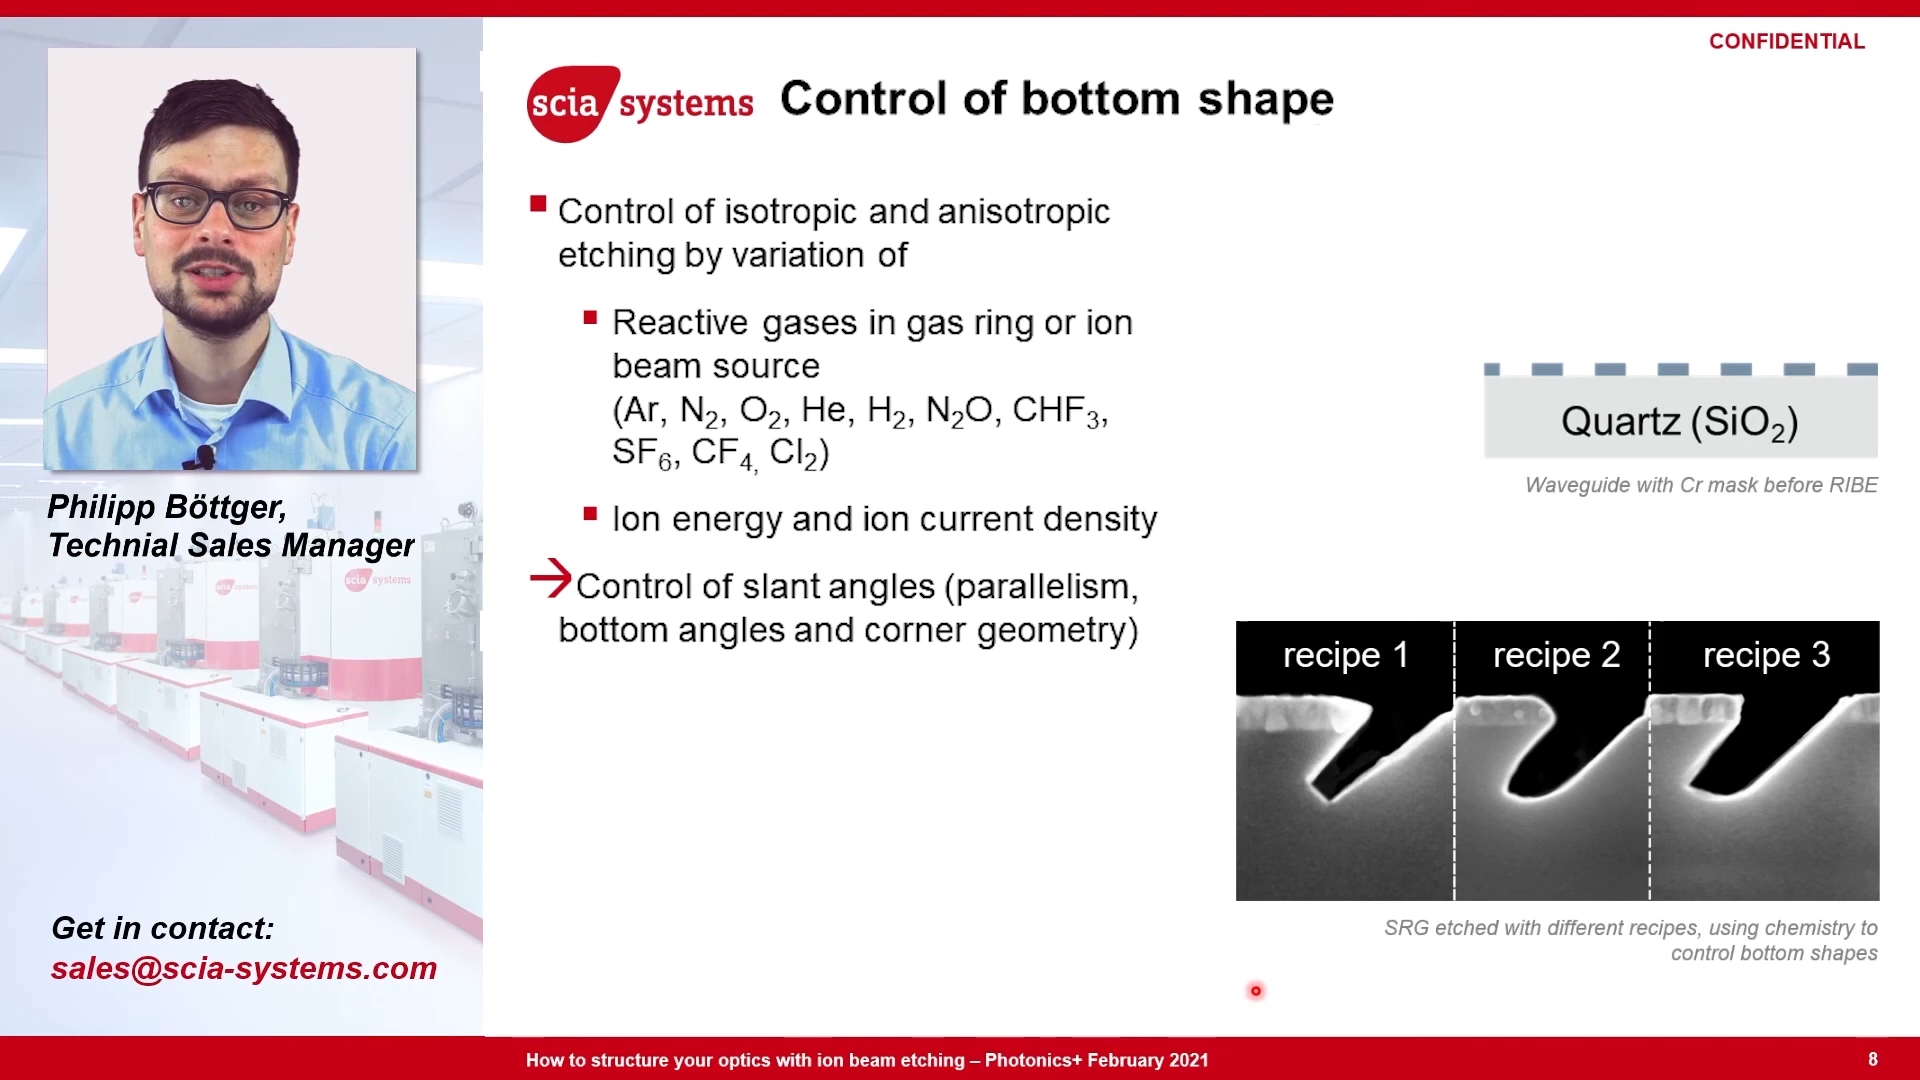 CONFIDENTIAL
scia systems
Control of bottom shape
Control of isotropic and anisotropic
etching by variation of
Reactive gases in gas ring or ion
beam source
(Ar, N₂, O₂, He, H₂, N₂O, CHF₃,
SF₆, CF₄, Cl₂)
Ion energy and ion current density
→Control of slant angles (parallelism,
bottom angles and corner geometry)
Quartz (SiO₂)
Waveguide with Cr mask before RIBE
recipe 1
recipe 2
recipe 3
SRG etched with different recipes, using chemistry to
control bottom shapes
Philipp Böttger,
Technial Sales Manager
scia systems
scia systems
Get in contact:
sales@scia-systems.com
How to structure your optics with ion beam etching – Photonics+ February 2021
8